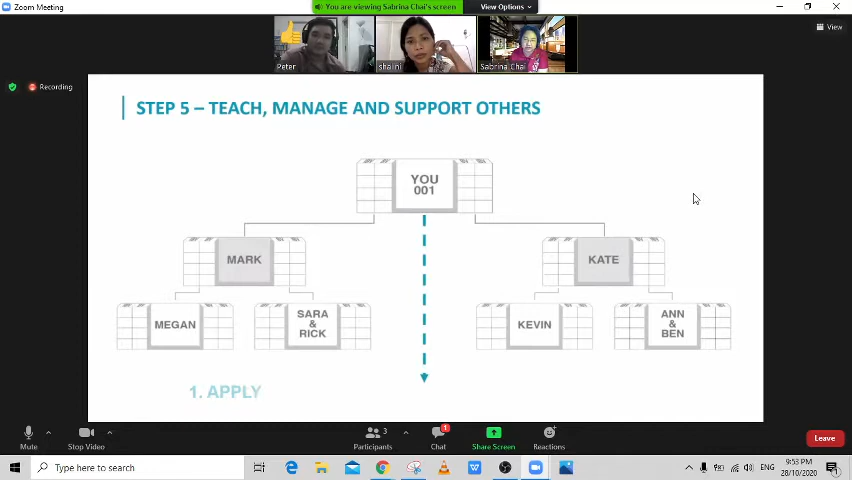 Zoom Meeting
You are viewing Sabrina Chai's screen
View Options
Peter
shalini
Sabrina Chai
View
Recording
STEP 5 – TEACH, MANAGE AND SUPPORT OTHERS
YOU
001
MARK
KATE
MEGAN
SARA
&
RICK
KEVIN
ANN
&
BEN
1. APPLY
Mute
Stop Video
3
Participants
1
Chat
Share Screen
Reactions
Leave
Type here to search
ENG
9:53 PM
28/10/2020